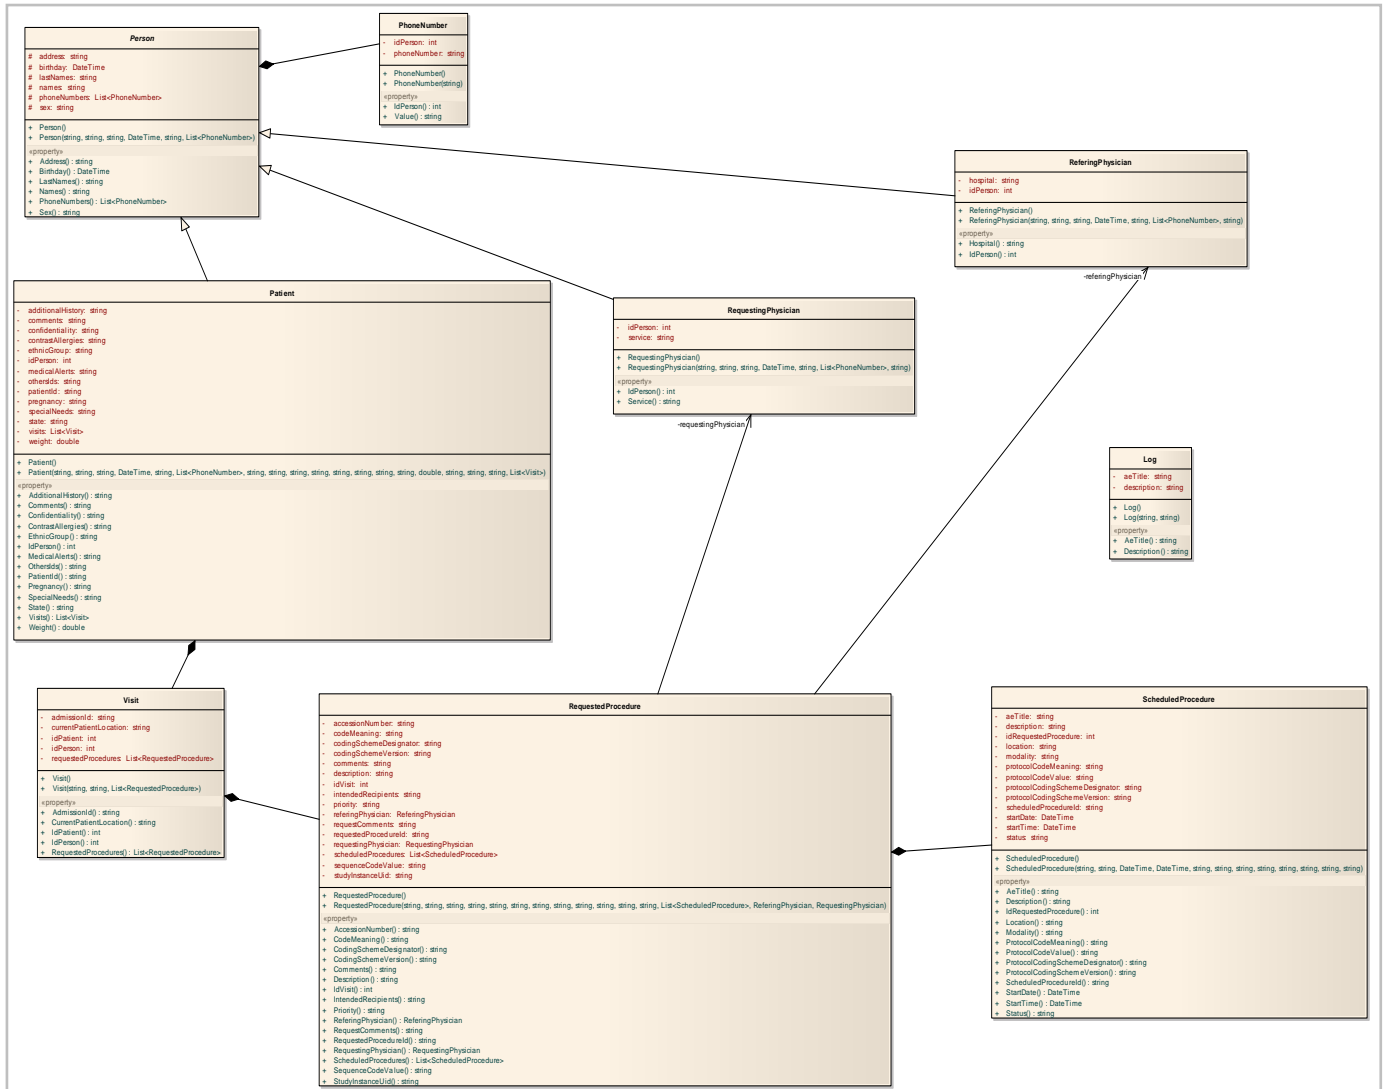 Person
# address: string
# birthday: DateTime
# lastNames: string
# names: string
# phoneNumbers: List<PhoneNumber>
# sex: string
+ Person()
+ Person(string, string, string, DateTime, string, List<PhoneNumber>)
«property»
+ Address() : string
+ Birthday() : DateTime
+ LastNames() : string
+ Names() : string
+ PhoneNumbers() : List<PhoneNumber>
+ Sex() : string
PhoneNumber
- idPerson: int
- phoneNumber: string
+ PhoneNumber()
+ PhoneNumber(string)
«property»
+ IdPerson() : int
+ Value() : string
ReferingPhysician
- hospital: string
- idPerson: int
+ ReferingPhysician()
+ ReferingPhysician(string, string, string, DateTime, string, List<PhoneNumber>, string)
«property»
+ Hospital() : string
+ IdPerson() : int
-referingPhysician
Patient
- additionalHistory: string
- comments: string
- confidentiality: string
- contrastAllergies: string
- ethnicGroup: string
- idPerson: int
- medicalAlerts: string
- othersIds: string
- patientId: string
- pregnancy: string
- specialNeeds: string
- state: string
- visits: List<Visit>
- weight: double
+ Patient()
+ Patient(string, string, string, DateTime, string, List<PhoneNumber>, string, string, string, string, string, string, string, string, double, string, string, string, List<Visit>)
«property»
+ AdditionalHistory() : string
+ Comments() : string
+ Confidentiality() : string
+ ContrastAllergies() : string
+ EthnicGroup() : string
+ IdPerson() : int
+ MedicalAlerts() : string
+ OthersIds() : string
+ PatientId() : string
+ Pregnancy() : string
+ SpecialNeeds() : string
+ State() : string
+ Visits() : List<Visit>
+ Weight() : double
RequestingPhysician
- idPerson: int
- service: string
+ RequestingPhysician()
+ RequestingPhysician(string, string, string, DateTime, string, List<PhoneNumber>, string)
«property»
+ IdPerson() : int
+ Service() : string
-requestingPhysician
Log
- aeTitle: string
- description: string
+ Log()
+ Log(string, string)
«property»
+ AeTitle() : string
+ Description() : string
Visit
- admissionId: string
- currentPatientLocation: string
- idPatient: int
- idPerson: int
- requestedProcedures: List<RequestedProcedure>
+ Visit()
+ Visit(string, string, List<RequestedProcedure>)
«property»
+ AdmissionId() : string
+ CurrentPatientLocation() : string
+ IdPatient() : int
+ IdPerson() : int
+ RequestedProcedures() : List<RequestedProcedure>
RequestedProcedure
- accessionNumber: string
- codeMeaning: string
- codingSchemeDesignator: string
- codingSchemeVersion: string
- comments: string
- description: string
- idVisit: int
- intendedRecipients: string
- priority: string
- referingPhysician: ReferingPhysician
- requestComments: string
- requestedProcedureId: string
- requestingPhysician: RequestingPhysician
- scheduledProcedures: List<ScheduledProcedure>
- sequenceCodeValue: string
- studyInstanceUid: string
+ RequestedProcedure()
+ RequestedProcedure(string, string, string, string, string, string, string, string, string, string, string, string, List<ScheduledProcedure>, ReferingPhysician, RequestingPhysician)
«property»
+ AccessionNumber() : string
+ CodeMeaning() : string
+ CodingSchemeDesignator() : string
+ CodingSchemeVersion() : string
+ Comments() : string
+ Description() : string
+ IdVisit() : int
+ IntendedRecipients() : string
+ Priority() : string
+ ReferingPhysician() : ReferingPhysician
+ RequestComments() : string
+ RequestedProcedureId() : string
+ RequestingPhysician() : RequestingPhysician
+ ScheduledProcedures() : List<ScheduledProcedure>
+ SequenceCodeValue() : string
+ StudyInstanceUid() : string
ScheduledProcedure
- aeTitle: string
- description: string
- idRequestedProcedure: int
- location: string
- modality: string
- protocolCodeMeaning: string
- protocolCodeValue: string
- protocolCodingSchemeDesignator: string
- protocolCodingSchemeVersion: string
- scheduledProcedureId: string
- startDate: DateTime
- startTime: DateTime
- status: string
+ ScheduledProcedure()
+ ScheduledProcedure(string, string, DateTime, DateTime, string, string, string, string, string, string, string, string)
«property»
+ AeTitle() : string
+ Description() : string
+ IdRequestedProcedure() : int
+ Location() : string
+ Modality() : string
+ ProtocolCodeMeaning() : string
+ ProtocolCodeValue() : string
+ ProtocolCodingSchemeDesignator() : string
+ ProtocolCodingSchemeVersion() : string
+ ScheduledProcedureId() : string
+ StartDate() : DateTime
+ StartTime() : DateTime
+ Status() : string